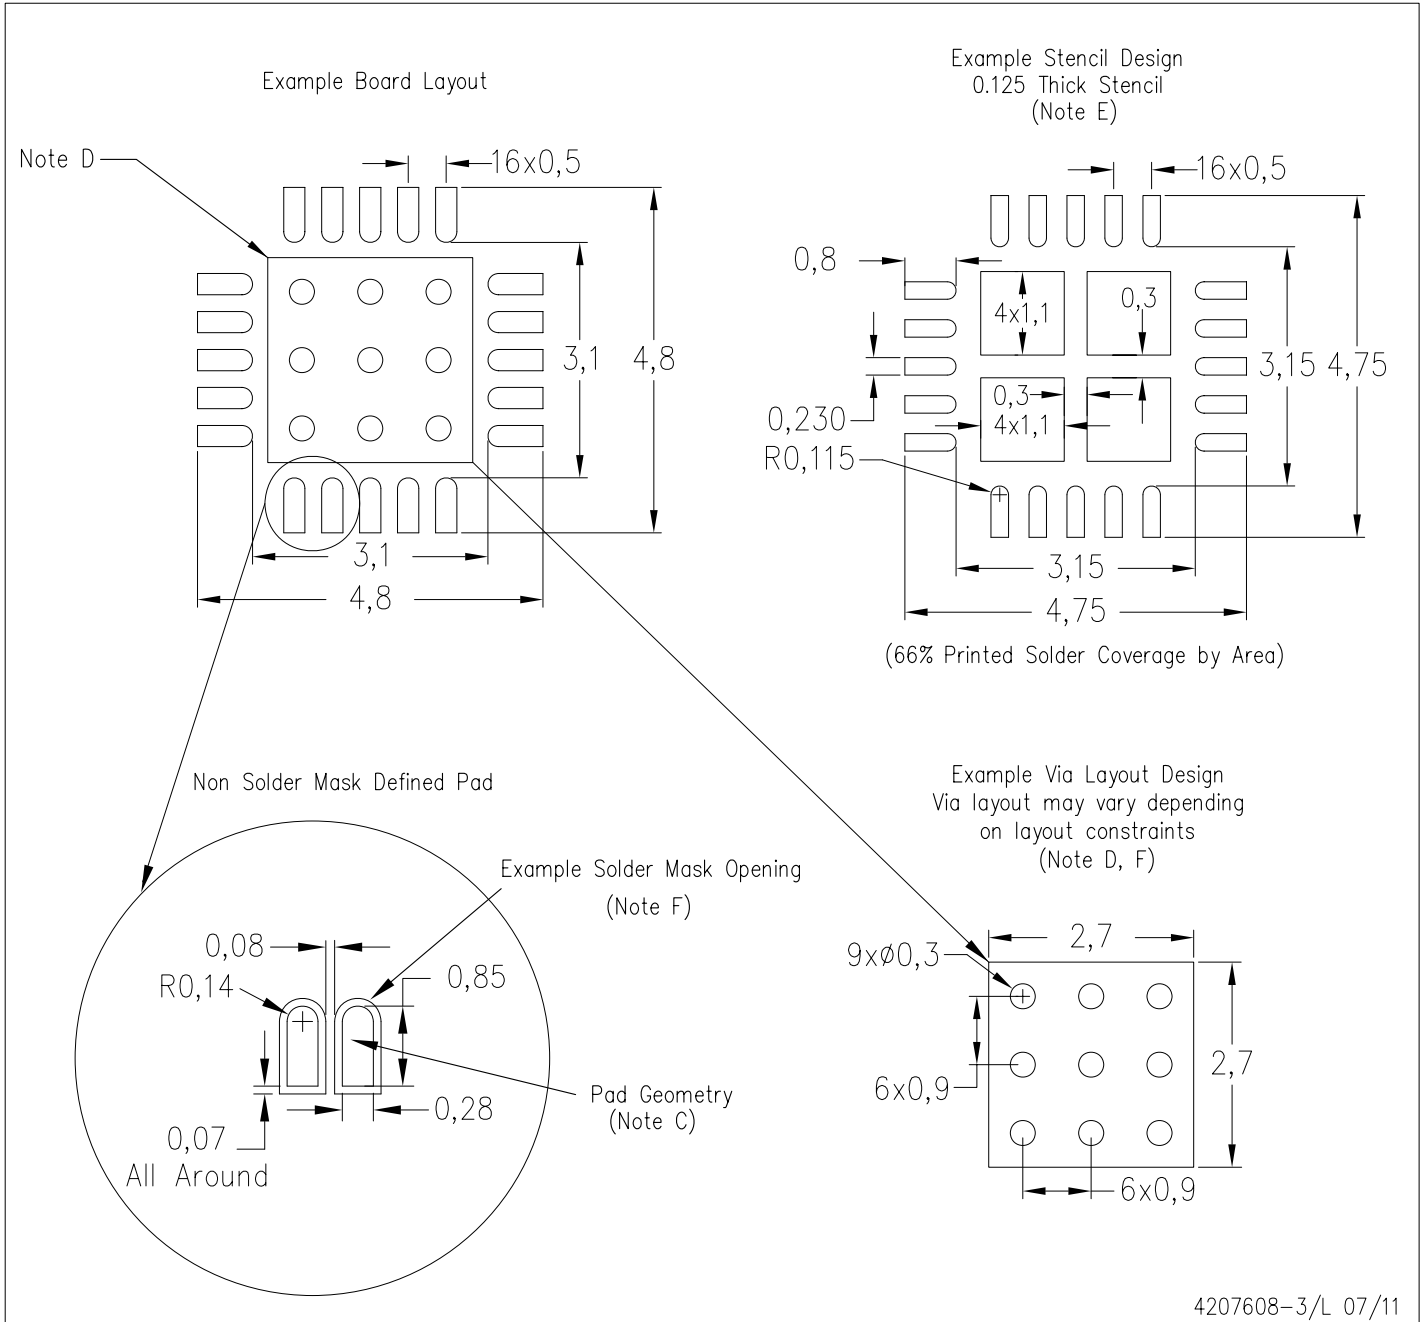 Example Board Layout
Note D
16x0,5
3,1
4,8
3,1
4,8
Example Stencil Design
0.125 Thick Stencil
(Note E)
16x0,5
0,8
4x1,1
0,3
3,15
4,75
0,3
4x1,1
0,230
R0,115
3,15
4,75
(66% Printed Solder Coverage by Area)
Non Solder Mask Defined Pad
Example Solder Mask Opening
(Note F)
0,08
R0,14
0,85
0,28
Pad Geometry
(Note C)
0,07
All Around
Example Via Layout Design
Via layout may vary depending
on layout constraints
(Note D, F)
9xø0,3
2,7
2,7
6x0,9
6x0,9
4207608-3/L 07/11